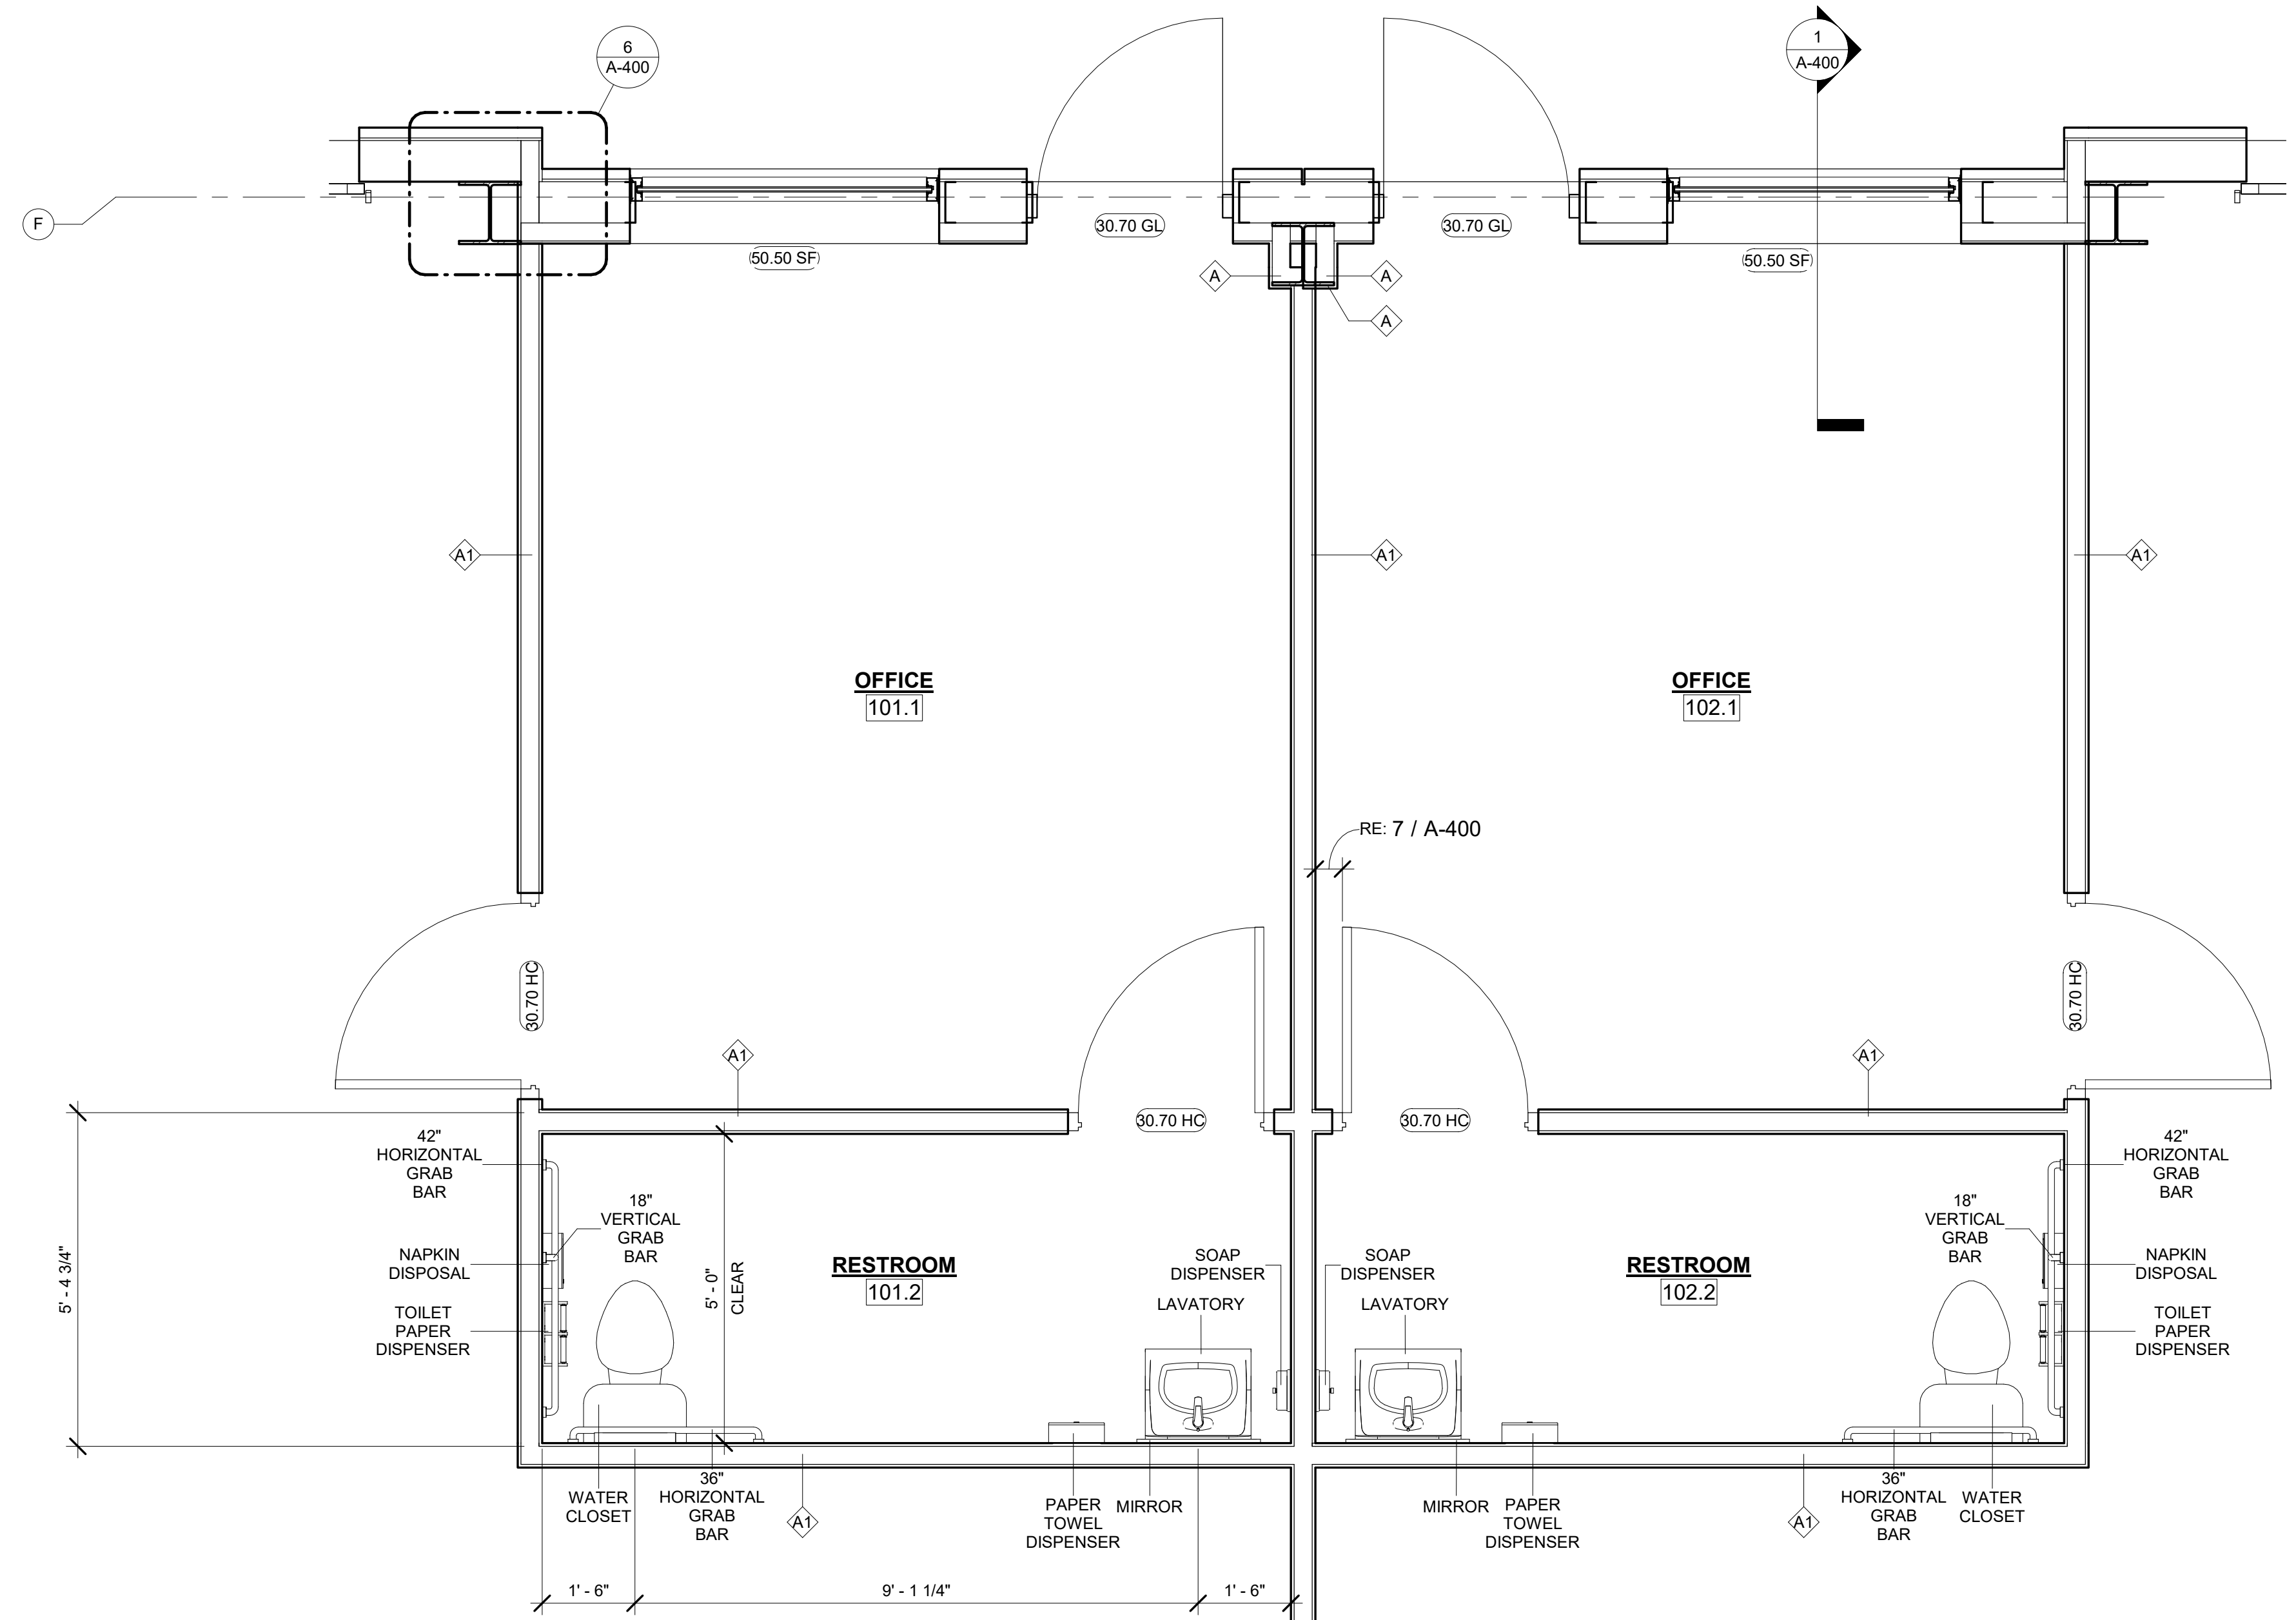 6
A-400
1
A-400
F
30.70 GL
30.70 GL
50.50 SF
50.50 SF
A
A
A
A1
A1
A1
OFFICE
101.1
OFFICE
102.1
RE: 7 / A-400
30.70 HC
30.70 HC
A1
A1
30.70 HC
30.70 HC
42"
HORIZONTAL
GRAB
BAR
18"
VERTICAL
GRAB
BAR
NAPKIN
DISPOSAL
TOILET
PAPER
DISPENSER
5' - 4 3/4"
5' - 0"
CLEAR
RESTROOM
101.2
SOAP
DISPENSER
LAVATORY
SOAP
DISPENSER
LAVATORY
RESTROOM
102.2
18"
VERTICAL
GRAB
BAR
42"
HORIZONTAL
GRAB
BAR
NAPKIN
DISPOSAL
TOILET
PAPER
DISPENSER
WATER
CLOSET
36"
HORIZONTAL
GRAB
BAR
A1
PAPER
TOWEL
DISPENSER
MIRROR
MIRROR
PAPER
TOWEL
DISPENSER
A1
36"
HORIZONTAL
GRAB
BAR
WATER
CLOSET
1' - 6"
9' - 1 1/4"
1' - 6"